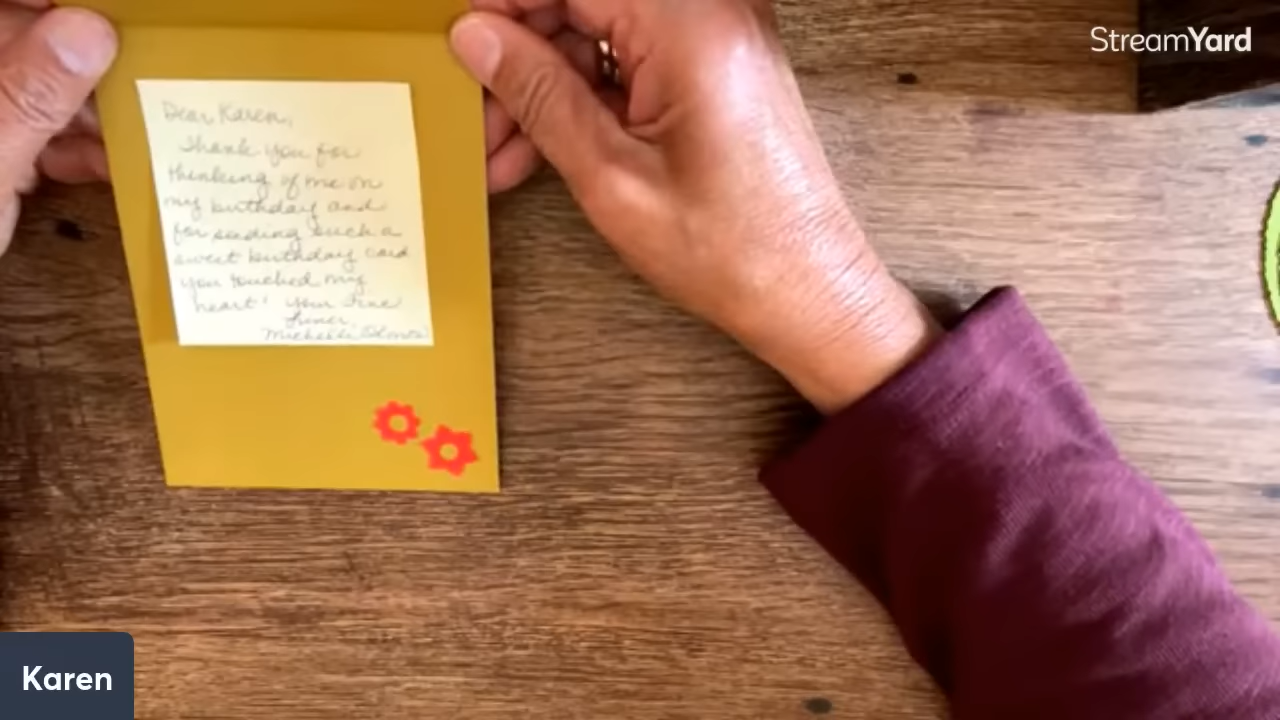 StreamYard
Dear Karen,
Thank you for
thinking of me on
my birthday and
for sending such a
sweet birthday card
you touched my
heart! Your
Michelle
Karen